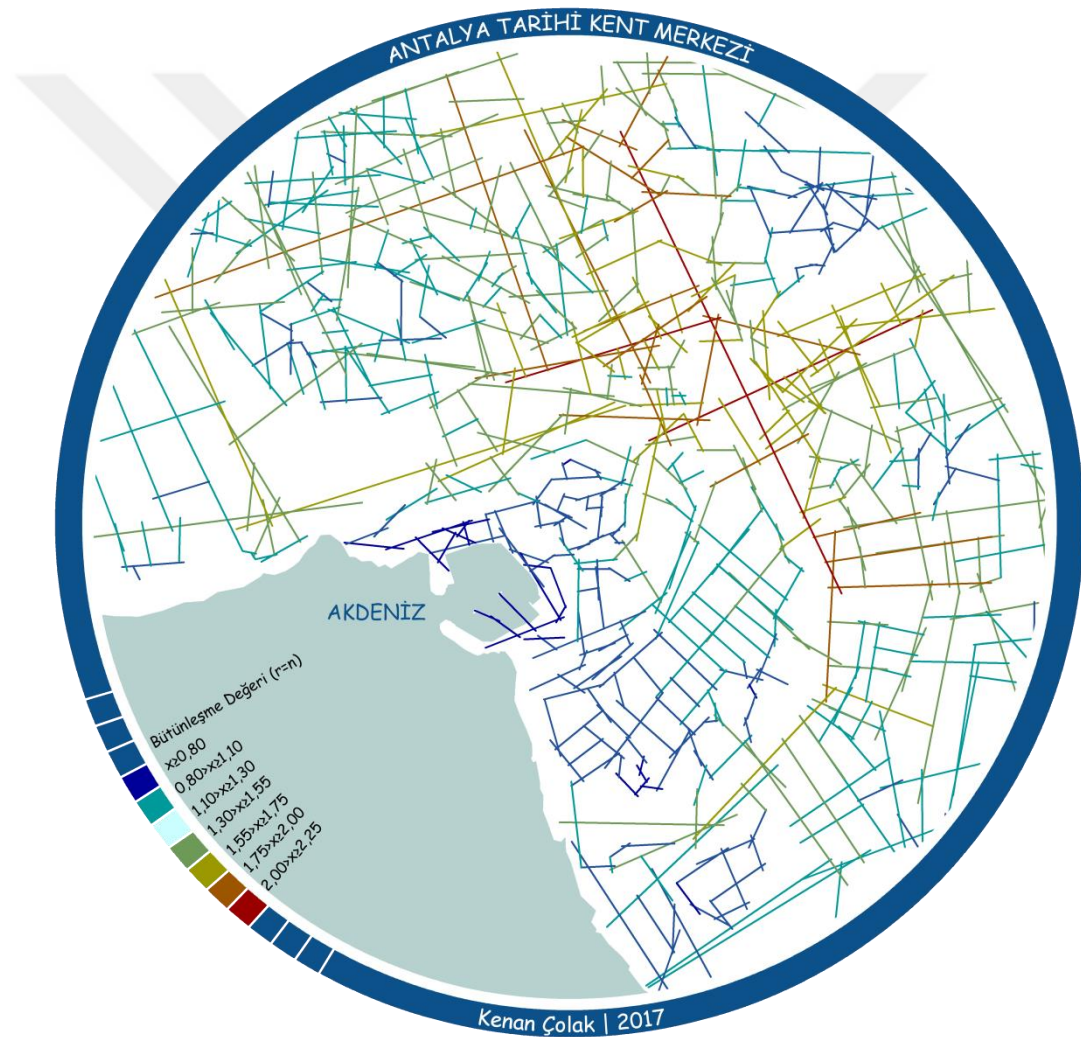 ANTALYA TARİHİ KENT MERKEZİ
AKDENİZ
Bütünleşme Değeri (r=n)
x≥0,80
0,80>x≥1,10
1,10>x≥1,30
1,30>x≥1,55
1,55>x≥1,75
1,75>x≥2,00
2,00>x≥2,25
Kenan Çolak | 2017